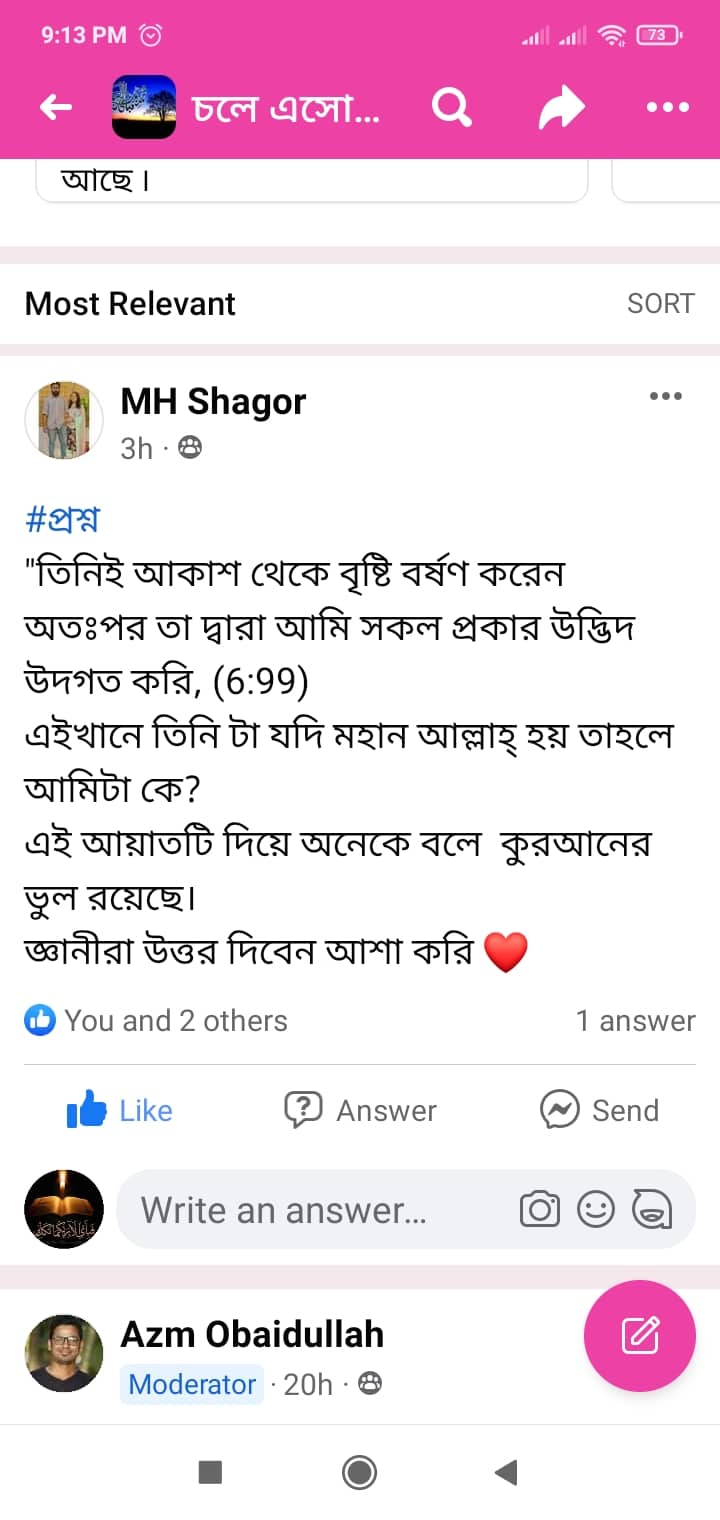 9:13 PM
73
চলে এসো...
আছে।
Most Relevant
SORT
MH Shagor
3h ·
#প্রশ্ন
"তিনিই আকাশ থেকে বৃষ্টি বর্ষণ করেন
অতঃপর তা দ্বারা আমি সকল প্রকার উদ্ভিদ
উদগত করি, (6:99)
এইখানে তিনি টা যদি মহান আল্লাহ্ হয় তাহলে
আমিটা কে?
এই আয়াতটি দিয়ে অনেকে বলে কুরআনের
ভুল রয়েছে।
জ্ঞানীরা উত্তর দিবেন আশা করি ❤️
You and 2 others
1 answer
Like
Answer
Send
Write an answer...
Azm Obaidullah
Moderator · 20h ·